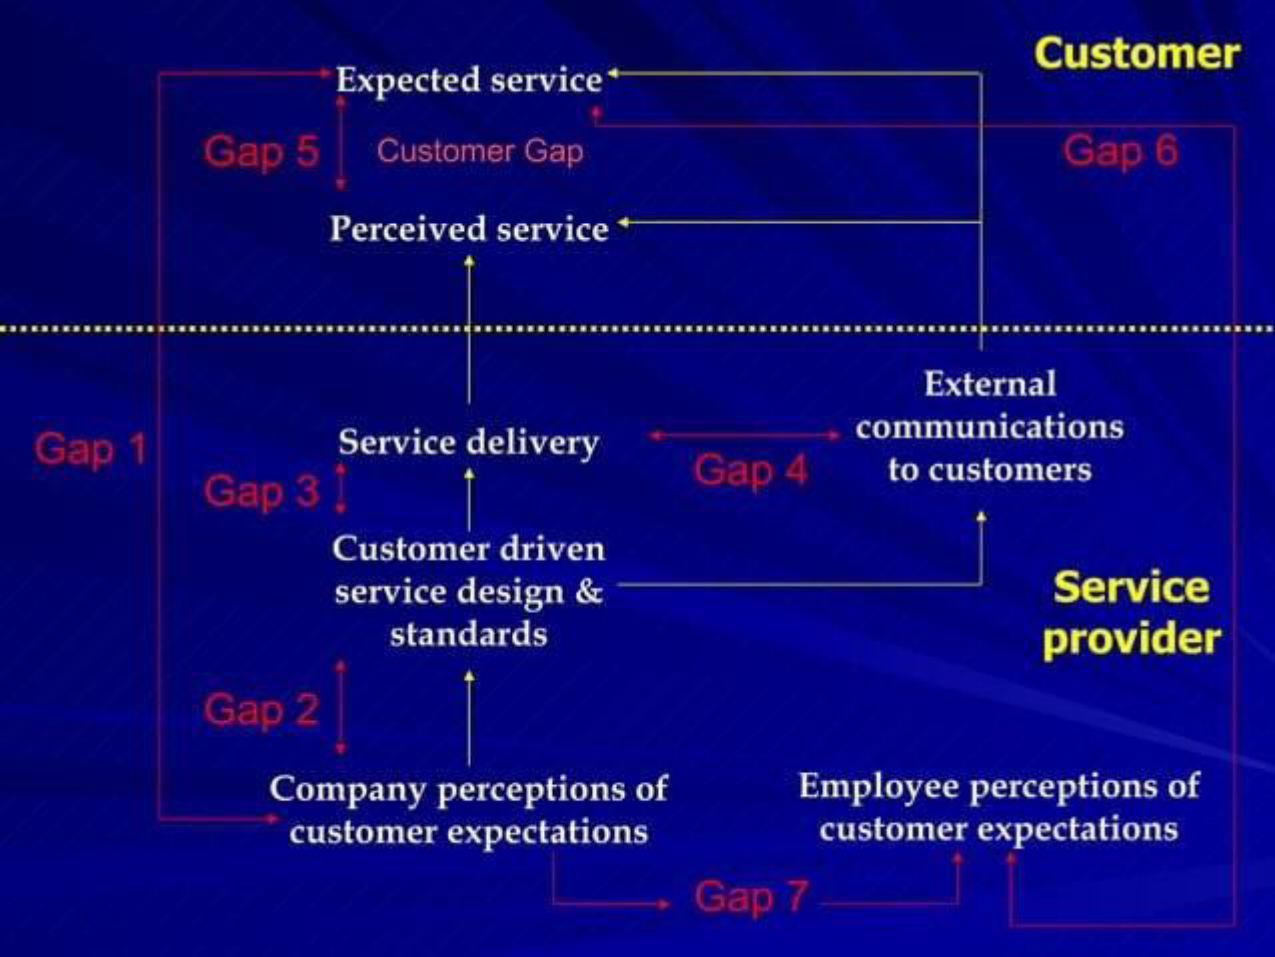 Customer
Expected service
Gap 5
Customer Gap
Gap 6
Perceived service
External
communications
to customers
Gap 1
Service delivery
Gap 4
Gap 3
Customer driven
service design &
standards
Service
provider
Gap 2
Company perceptions of
customer expectations
Employee perceptions of
customer expectations
Gap 7